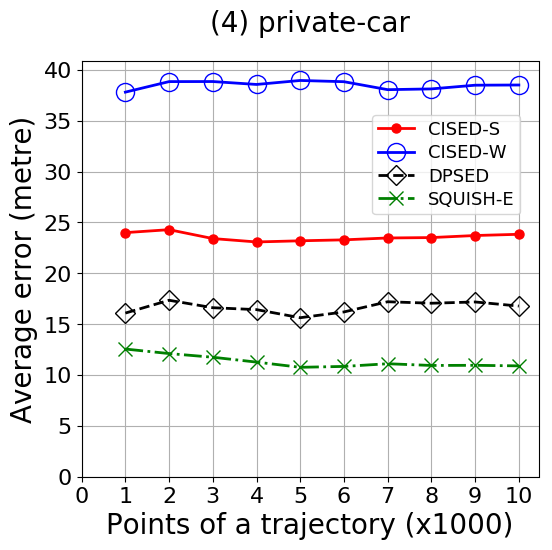 (4) private-car
Average error (metre)
40
35
30
25
20
15
10
5
0
CISED-S
CISED-W
DPSED
SQUISH-E
0 1 2 3 4 5 6 7 8 9 10
Points of a trajectory (x1000)